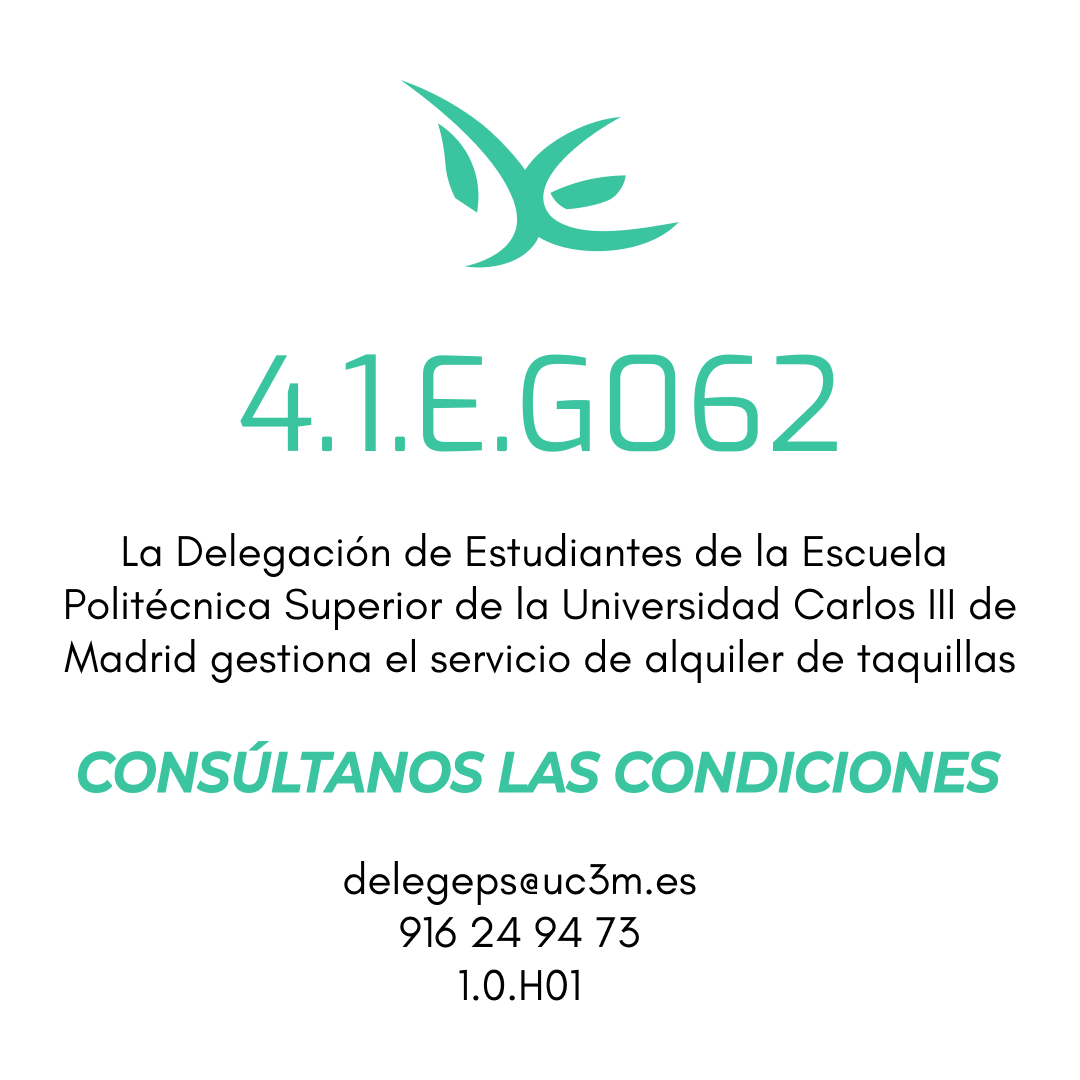 4.1.E.G062
La Delegación de Estudiantes de la Escuela
Politécnica Superior de la Universidad Carlos III de
Madrid gestiona el servicio de alquiler de taquillas
CONSÚLTANOS LAS CONDICIONES
delegeps@uc3m.es
916 24 94 73
1.0.H01